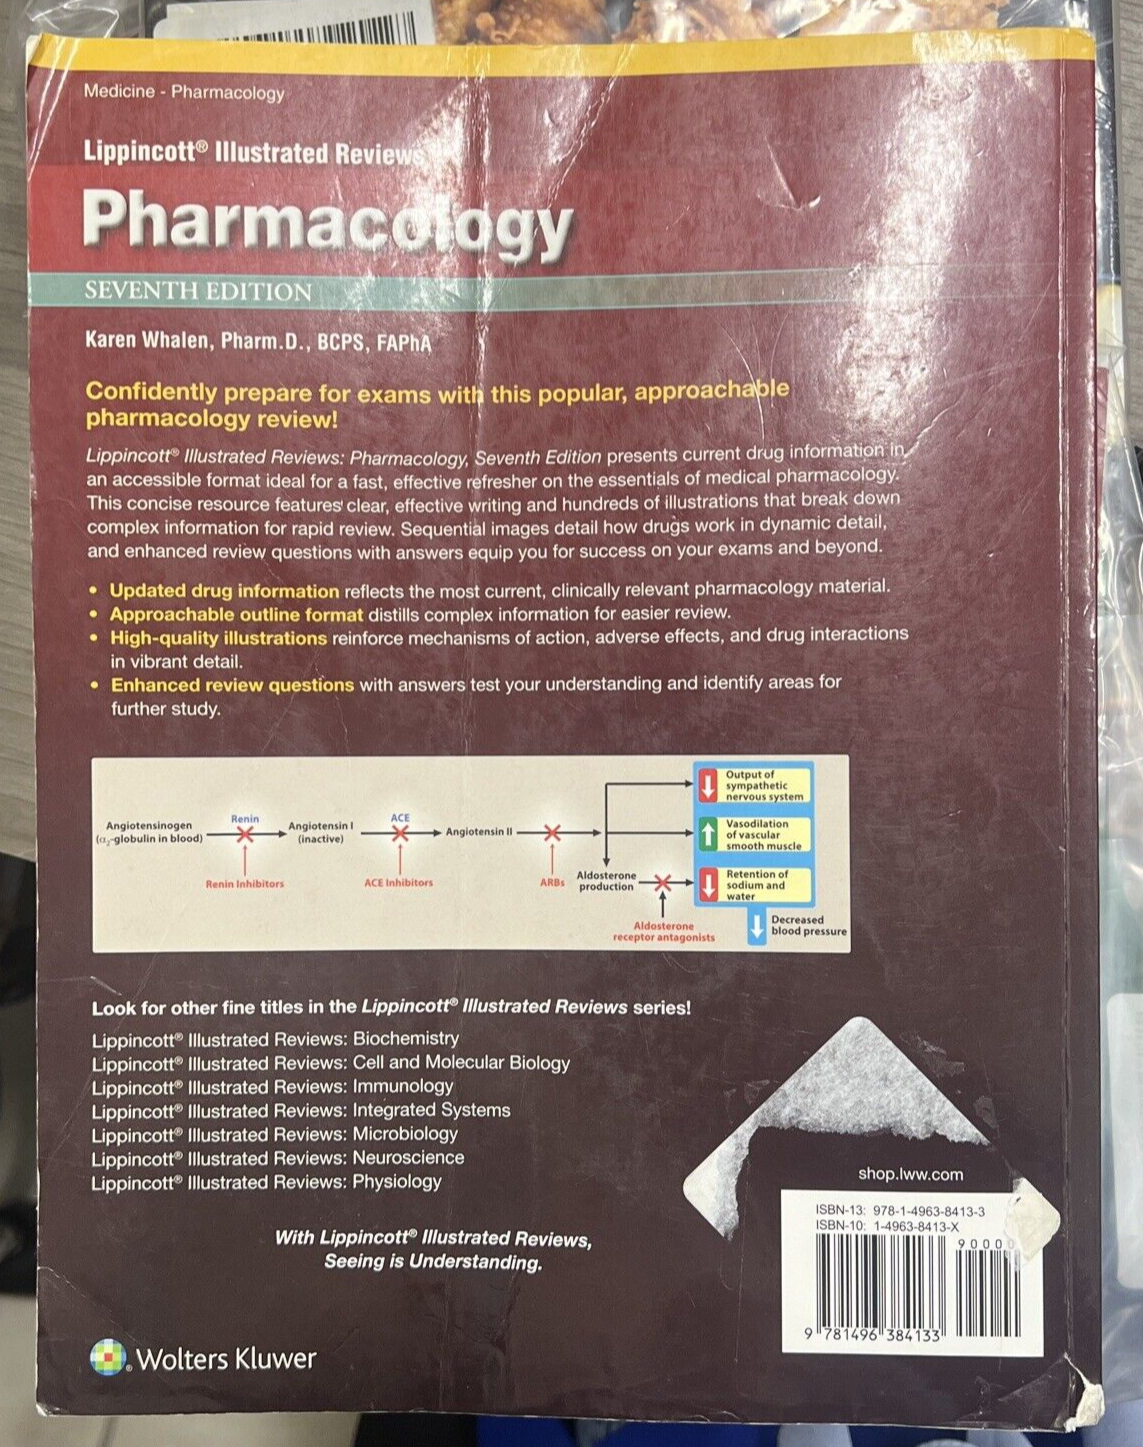 Medicine - Pharmacology
Lippincott® Illustrated Reviews
Pharmacology
SEVENTH EDITION
Karen Whalen, Pharm.D., BCPS, FAPhA
Confidently prepare for exams with this popular, approachable
pharmacology review!
Lippincott® Illustrated Reviews: Pharmacology, Seventh Edition presents current drug information in
an accessible format ideal for a fast, effective refresher on the essentials of medical pharmacology.
This concise resource features clear, effective writing and hundreds of illustrations that break down
complex information for rapid review. Sequential images detail how drugs work in dynamic detail,
and enhanced review questions with answers equip you for success on your exams and beyond.
• Updated drug information reflects the most current, clinically relevant pharmacology material.
• Approachable outline format distills complex information for easier review.
• High-quality illustrations reinforce mechanisms of action, adverse effects, and drug interactions
in vibrant detail.
• Enhanced review questions with answers test your understanding and identify areas for
further study.
Angiotensinogen
(α₂-globulin in blood)
Renin
Renin Inhibitors
Angiotensin I
(inactive)
ACE
ACE Inhibitors
Angiotensin II
ARBs
Aldosterone
production
Aldosterone
receptor antagonists
Output of
sympathetic
nervous system
Vasodilation
of vascular
smooth muscle
Retention of
sodium and
water
Decreased
blood pressure
Look for other fine titles in the Lippincott® Illustrated Reviews series!
Lippincott® Illustrated Reviews: Biochemistry
Lippincott® Illustrated Reviews: Cell and Molecular Biology
Lippincott® Illustrated Reviews: Immunology
Lippincott® Illustrated Reviews: Integrated Systems
Lippincott® Illustrated Reviews: Microbiology
Lippincott® Illustrated Reviews: Neuroscience
Lippincott® Illustrated Reviews: Physiology
With Lippincott® Illustrated Reviews,
Seeing is Understanding.
shop.lww.com
ISBN-13: 978-1-4963-8413-3
ISBN-10: 1-4963-8413-X
90000
9 781496 384133
Wolters Kluwer